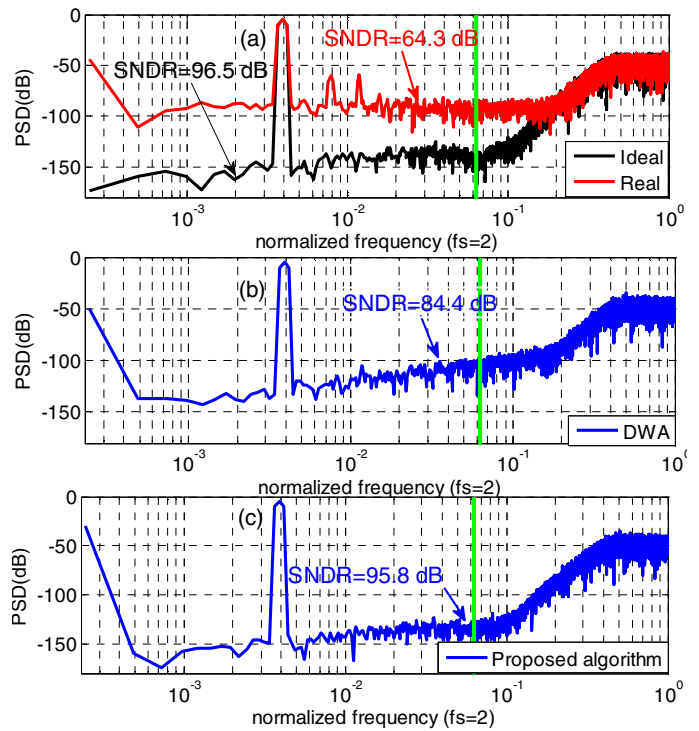 (a)
SNDR=64.3 dB
SNDR=96.5 dB
0
-50
-100
-150
PSD(dB)
Ideal
Real
10^-3
10^-2
10^-1
10^0
normalized frequency (fs=2)
(b)
SNDR=84.4 dB
0
-50
-100
-150
PSD(dB)
DWA
10^-3
10^-2
10^-1
10^0
normalized frequency (fs=2)
(c)
SNDR=95.8 dB
0
-50
-100
-150
PSD(dB)
Proposed algorithm
10^-3
10^-2
10^-1
10^0
normalized frequency (fs=2)